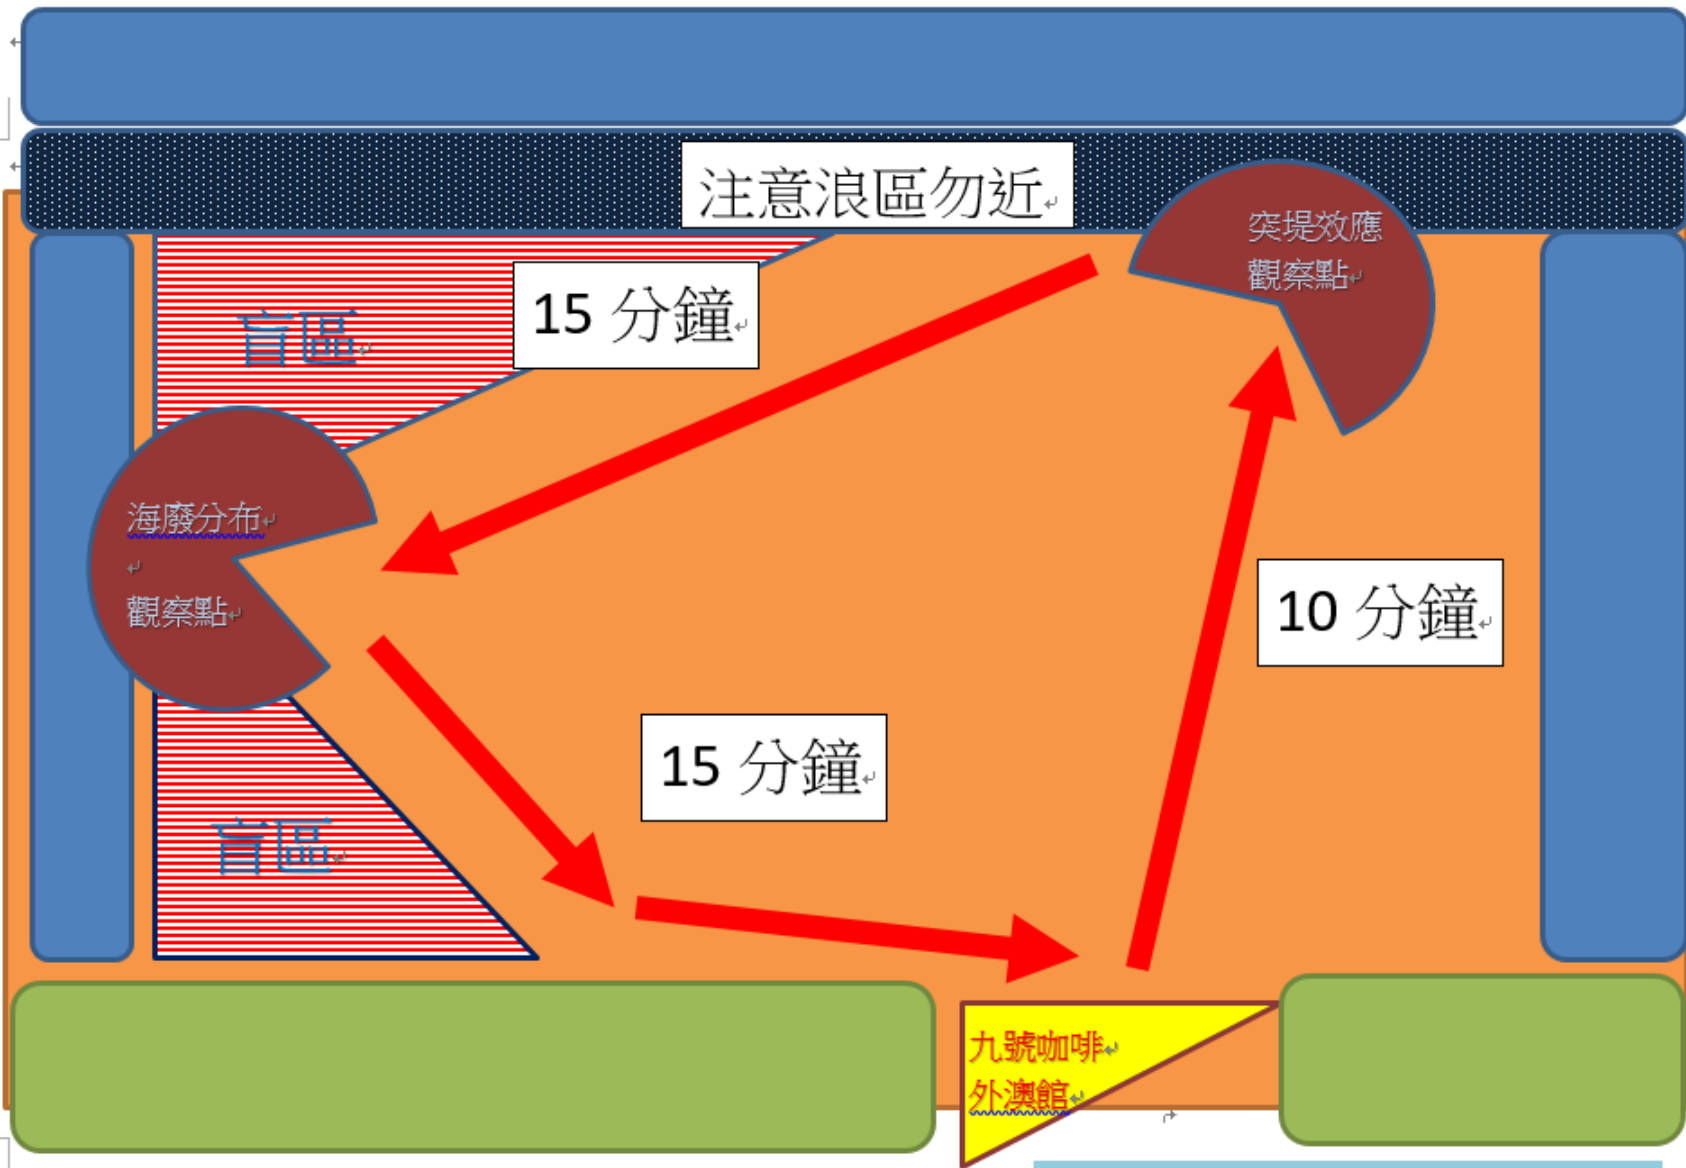 注意浪區勿近
突堤效應
觀察點
15 分鐘
盲區
海廢分布
觀察點
10 分鐘
15 分鐘
盲區
九號咖啡
外澳館